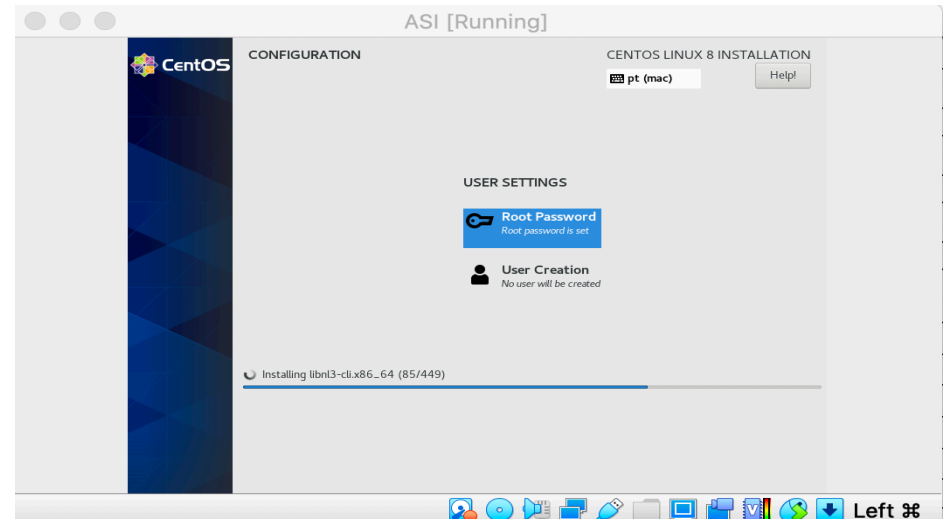 ASI [Running]
CentOS
CONFIGURATION
CENTOS LINUX 8 INSTALLATION
pt (mac)
Help!
USER SETTINGS
Root Password
Root password is set
User Creation
No user will be created
Installing libnl3-cli.x86_64 (85/449)
Left ⌘